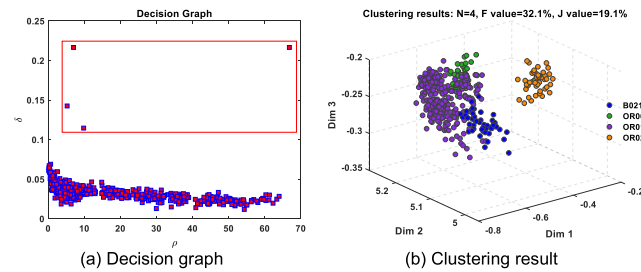 Decision Graph
0.25
0.2
0.15
0.1
0.05
0
δ
0 10 20 30 40 50 60 70
ρ
(a) Decision graph
Clustering results: N=4, F value=32.1%, J value=19.1%
-0.2
-0.25
-0.3
-0.35
Dim 3
5.2
5.1
5
Dim 2
-0.8
-0.6
-0.4
-0.2
Dim 1
B021
OR00
OR01
OR02
(b) Clustering result